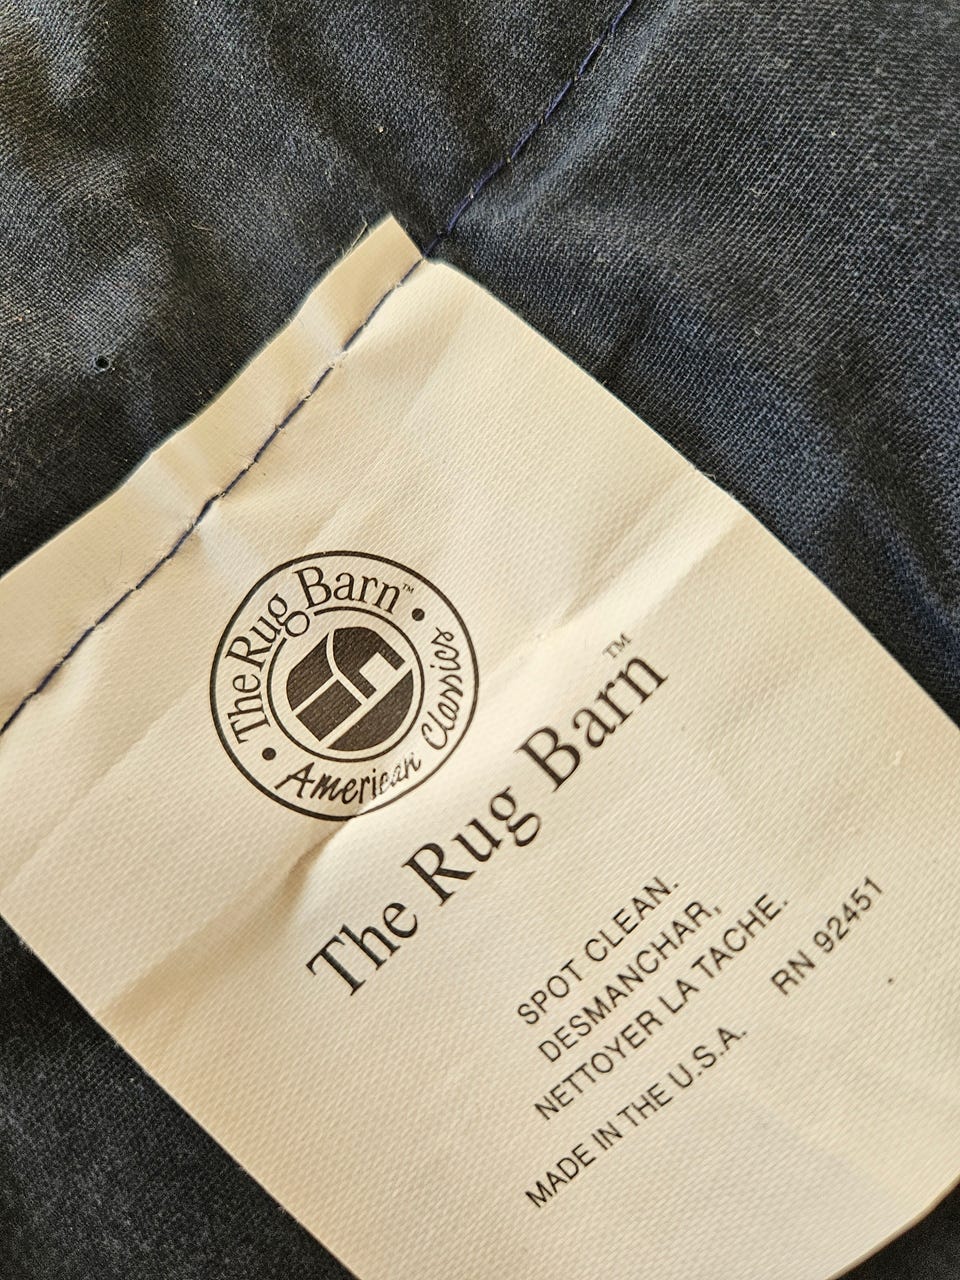 The Rug Barn™
American Classics
The Rug Barn™
SPOT CLEAN.
DESMANCHAR,
NETTOYER LA TACHE.
MADE IN THE U.S.A. RN 92451